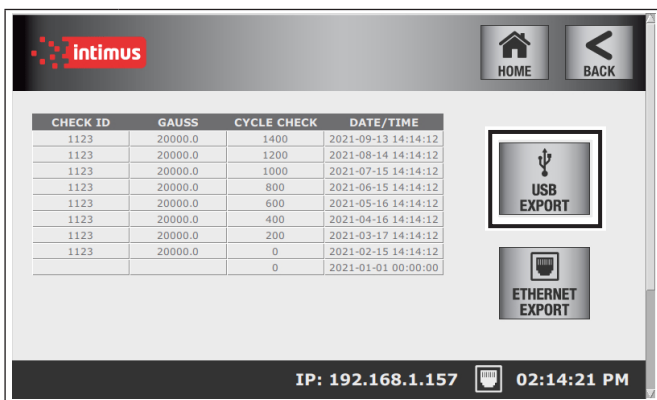 intimus
HOME
BACK
CHECK ID GAUSS CYCLE CHECK DATE/TIME
1123 20000.0 1400 2021-09-13 14:14:12
1123 20000.0 1200 2021-08-14 14:14:12
1123 20000.0 1000 2021-07-15 14:14:12
1123 20000.0 800 2021-06-15 14:14:12
1123 20000.0 600 2021-05-16 14:14:12
1123 20000.0 400 2021-04-16 14:14:12
1123 20000.0 200 2021-03-17 14:14:12
1123 20000.0 0 2021-02-15 14:14:12
0 2021-01-01 00:00:00
USB
EXPORT
ETHERNET
EXPORT
IP: 192.168.1.157 02:14:21 PM